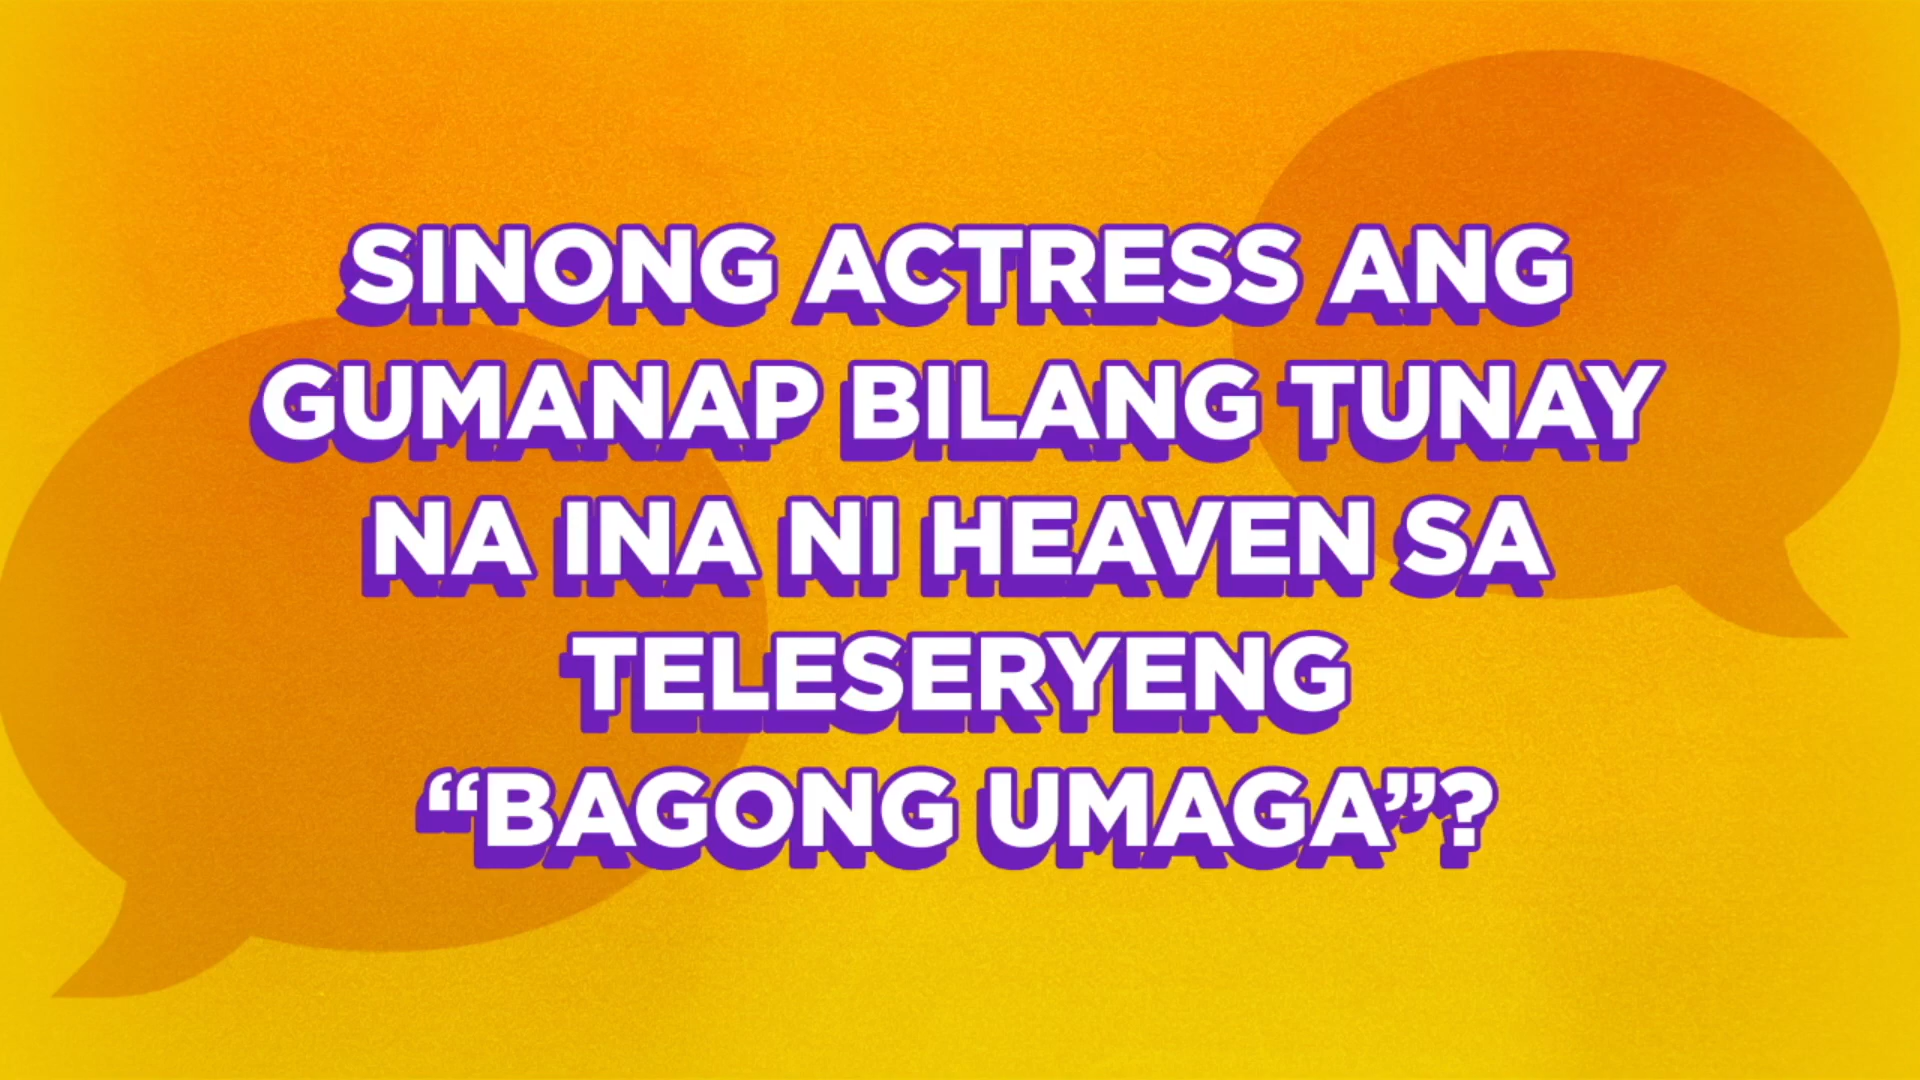 SINONG ACTRESS ANG
GUMANAP BILANG TUNAY
NA INA NI HEAVEN SA
TELESERYENG
“BAGONG UMAGA”?